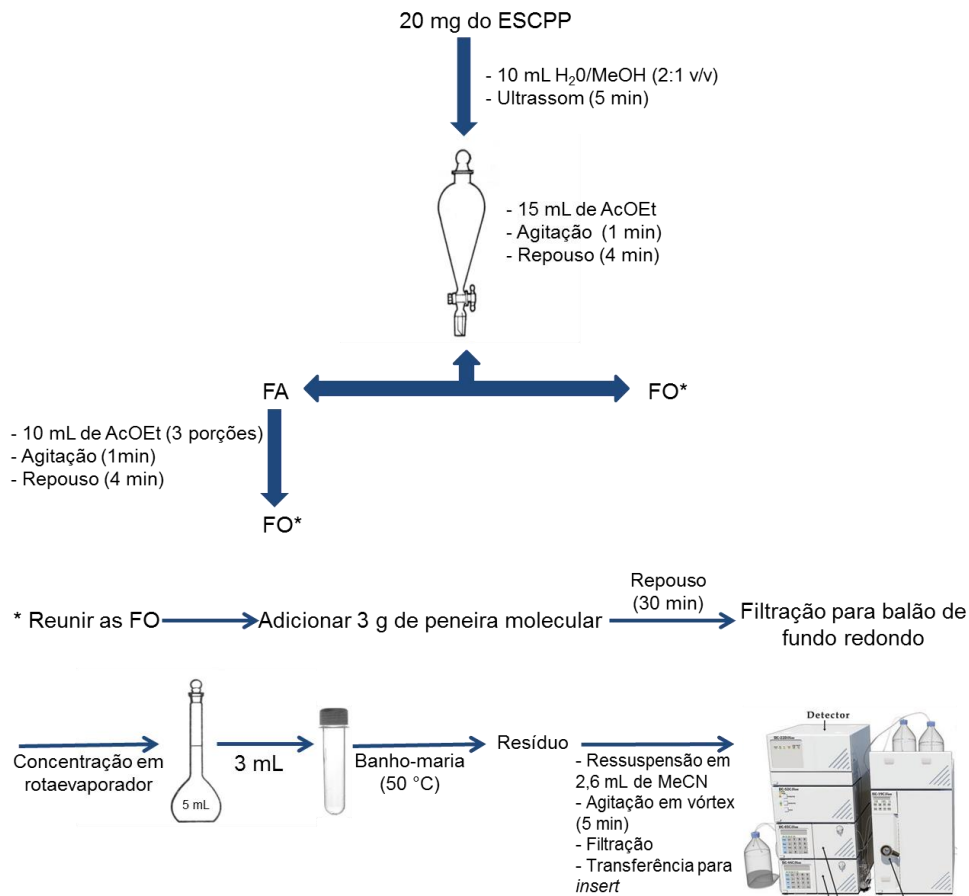 20 mg do ESCPP
- 10 mL H₂0/MeOH (2:1 v/v)
- Ultrassom (5 min)
- 15 mL de AcOEt
- Agitação (1 min)
- Repouso (4 min)
FA
FO*
- 10 mL de AcOEt (3 porções)
- Agitação (1min)
- Repouso (4 min)
FO*
* Reunir as FO
Adicionar 3 g de peneira molecular
Repouso
(30 min)
Filtração para balão de
fundo redondo
Concentração em
rotaevaporador
5 mL
3 mL
Banho-maria
(50 °C)
Resíduo
- Ressuspensão em
2,6 mL de MeCN
- Agitação em vórtex
(5 min)
- Filtração
- Transferência para
insert
Detector